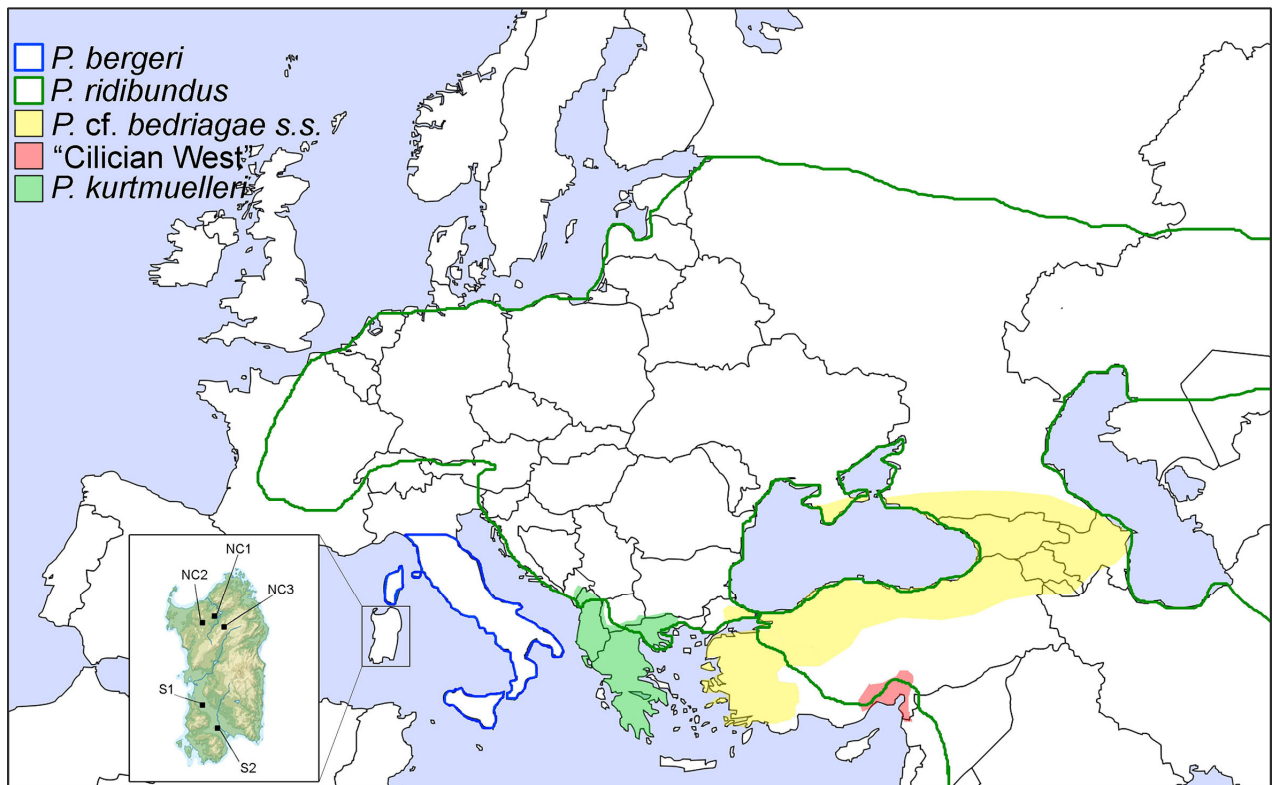 P. bergeri
P. ridibundus
P. cf. bedriagae s.s.
“Cilician West”
P. kurtmuelleri
NC1
NC2
NC3
S1
S2